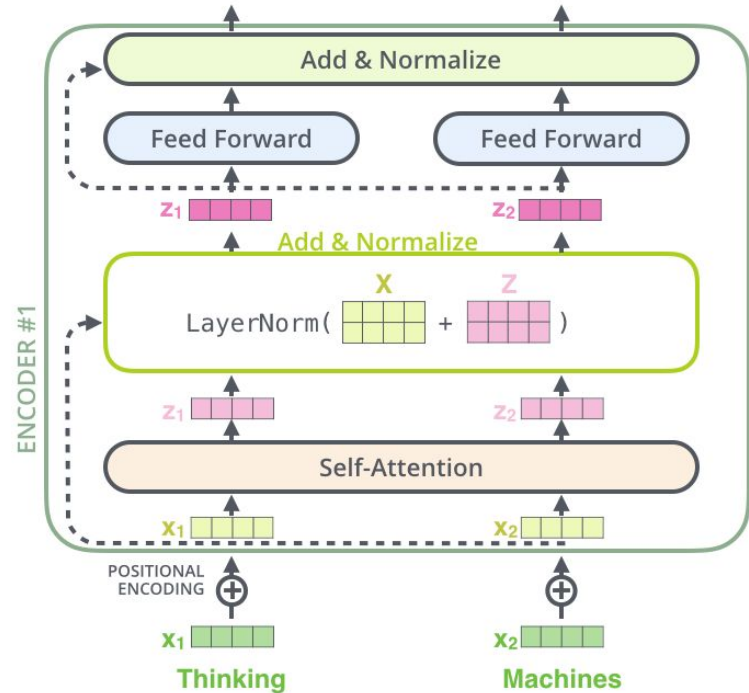 Add & Normalize
Feed Forward Feed Forward
z1 z2
Add & Normalize
X Z
LayerNorm( + )
ENCODER #1
z1 z2
Self-Attention
x1 x2
POSITIONAL
ENCODING
x1 x2
Thinking Machines